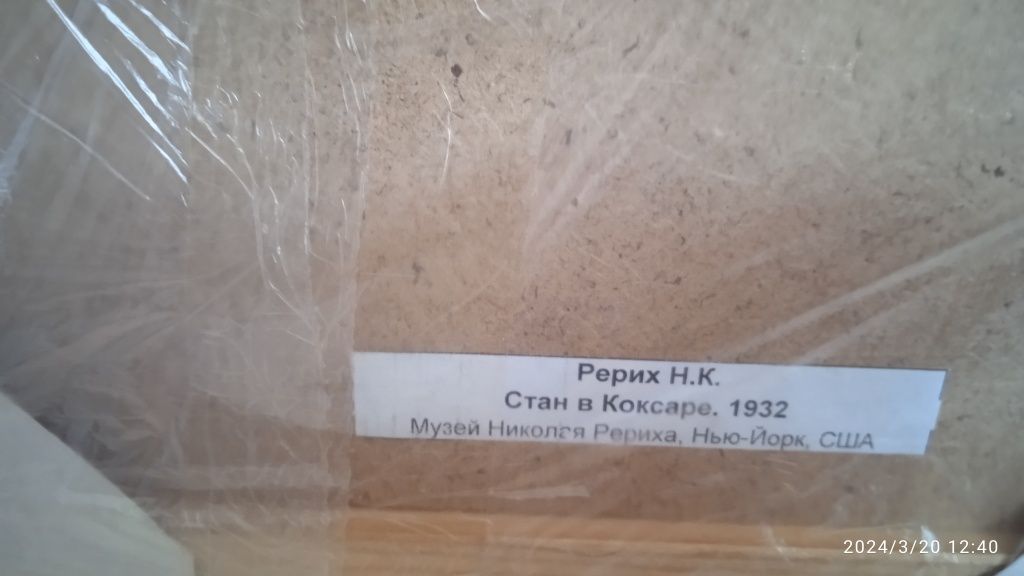 Рерих Н.К.
Стан в Коксаре. 1932
Музей Николая Рериха, Нью-Йорк, США
2024/3/20 12:40